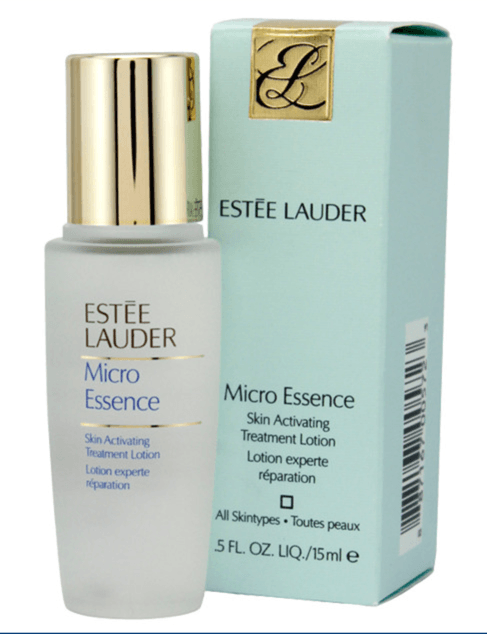 ESTĒE
LAUDER
Micro
Essence
Skin Activating
Treatment Lotion
Lotion experte
réparation
EL
ESTĒE LAUDER
Micro Essence
Skin Activating
Treatment Lotion
Lotion experte
réparation
All Skintypes • Toutes peaux
.5 FL. OZ. LIQ./15ml e